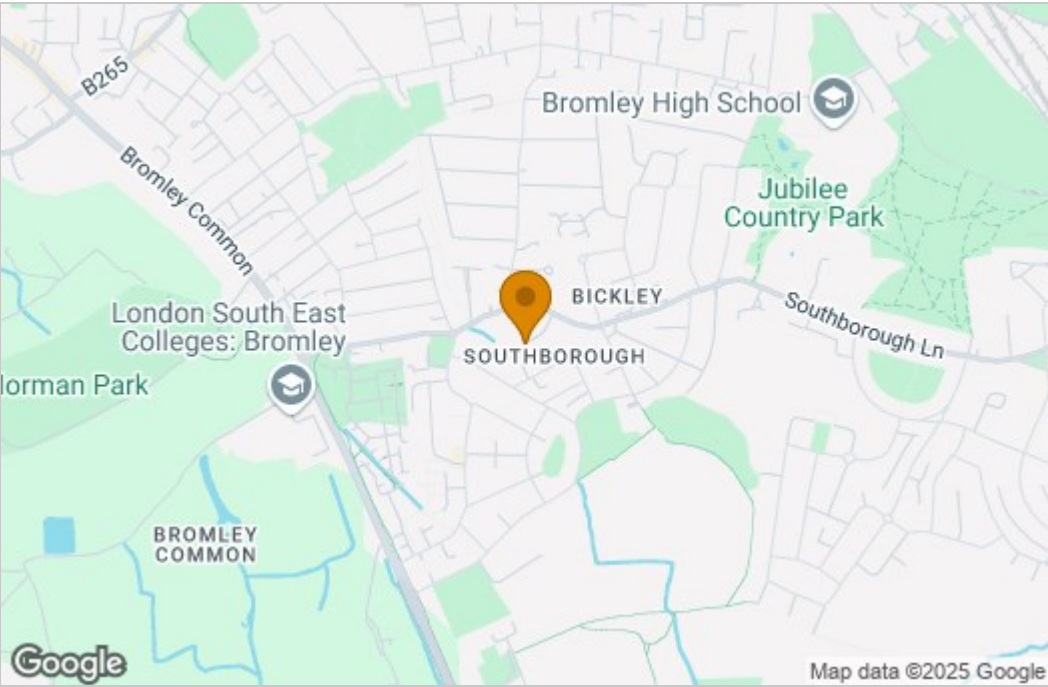 B265
Bromley High School
Bromley Common
Jubilee
Country Park
BICKLEY
Southborough Ln
London South East
Colleges: Bromley
SOUTHBOROUGH
lorman Park
BROMLEY
COMMON
Google
Map data ©2025 Google